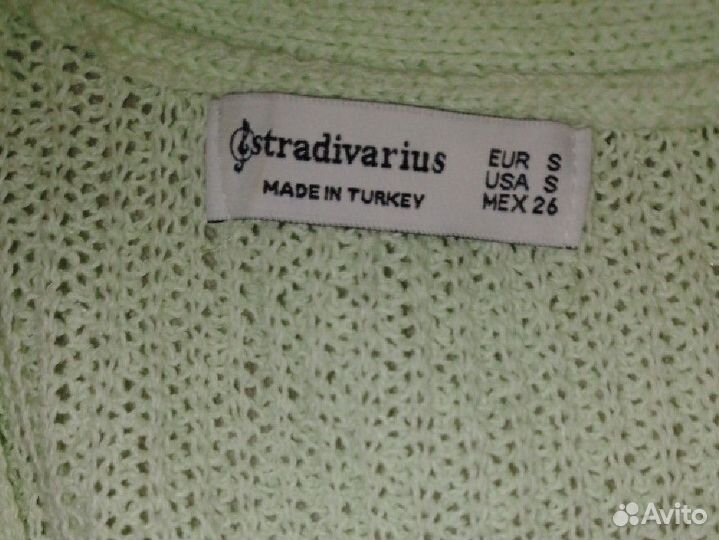 stradivarius
MADE IN TURKEY
EUR S
USA S
MEX 26
Avito